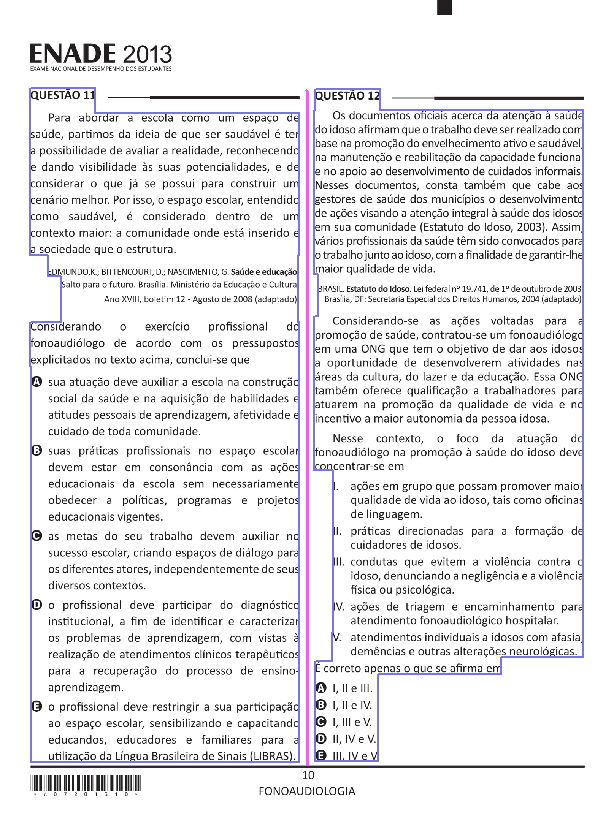 ENADE 2013
EXAME NACIONAL DE DESEMPENHO DOS ESTUDANTES
QUESTÃO 11
Para abordar a escola como um espaço de
saúde, partimos da ideia de que ser saudável é ter
a possibilidade de avaliar a realidade, reconhecendo
e dando visibilidade às suas potencialidades, e de
considerar o que já se possui para construir um
cenário melhor. Por isso, o espaço escolar, entendido
como saudável, é considerado dentro de um
contexto maior: a comunidade onde está inserido e
a sociedade que o estrutura.
EDMUNDO,K.; BITTENCOURT, D.; NASCIMENTO, G. Saúde e educação
Salto para o futuro. Brasília. Ministério da Educação e Cultura
Ano XVIII, boletim 12 - Agosto de 2008 (adaptado)
Considerando o exercício profissional do
fonoaudiólogo de acordo com os pressupostos
explicitados no texto acima, conclui-se que
A sua atuação deve auxiliar a escola na construção
social da saúde e na aquisição de habilidades e
atitudes pessoais de aprendizagem, afetividade e
cuidado de toda comunidade.
B suas práticas profissionais no espaço escolar
devem estar em consonância com as ações
educacionais da escola sem necessariamente
obedecer a políticas, programas e projetos
educacionais vigentes.
C as metas do seu trabalho devem auxiliar no
sucesso escolar, criando espaços de diálogo para
os diferentes atores, independentemente de seus
diversos contextos.
D o profissional deve participar do diagnóstico
institucional, a fim de identificar e caracterizar
os problemas de aprendizagem, com vistas à
realização de atendimentos clínicos terapêuticos
para a recuperação do processo de ensino-
aprendizagem.
E o profissional deve restringir a sua participação
ao espaço escolar, sensibilizando e capacitando
educandos, educadores e familiares para a
utilização da Língua Brasileira de Sinais (LIBRAS).
QUESTÃO 12
Os documentos oficiais acerca da atenção à saúde
do idoso afirmam que o trabalho deve ser realizado com
base na promoção do envelhecimento ativo e saudável,
na manutenção e reabilitação da capacidade funcional
e no apoio ao desenvolvimento de cuidados informais.
Nesses documentos, consta também que cabe aos
gestores de saúde dos municípios o desenvolvimento
de ações visando a atenção integral à saúde dos idosos
em sua comunidade (Estatuto do Idoso, 2003). Assim,
vários profissionais da saúde têm sido convocados para
o trabalho junto ao idoso, com a finalidade de garantir-lhe
maior qualidade de vida.
BRASIL. Estatuto do Idoso. Lei federal nº 19.741, de 1º de outubro de 2003
Brasília, DF: Secretaria Especial dos Direitos Humanos, 2004 (adaptado)
Considerando-se as ações voltadas para a
promoção de saúde, contratou-se um fonoaudiólogo
em uma ONG que tem o objetivo de dar aos idosos
a oportunidade de desenvolverem atividades nas
áreas da cultura, do lazer e da educação. Essa ONG
também oferece qualificação a trabalhadores para
atuarem na promoção da qualidade de vida e no
incentivo a maior autonomia da pessoa idosa.
Nesse contexto, o foco da atuação do
fonoaudiólogo na promoção à saúde do idoso deve
concentrar-se em
I. ações em grupo que possam promover maior
qualidade de vida ao idoso, tais como oficinas
de linguagem.
II. práticas direcionadas para a formação de
cuidadores de idosos.
III. condutas que evitem a violência contra o
idoso, denunciando a negligência e a violência
física ou psicológica.
IV. ações de triagem e encaminhamento para
atendimento fonoaudiológico hospitalar.
V. atendimentos individuais a idosos com afasia,
demências e outras alterações neurológicas.
É correto apenas o que se afirma em
A I, II e III.
B I, II e IV.
C I, III e V.
D II, IV e V.
E III, IV e V
10
FONOAUDIOLOGIA